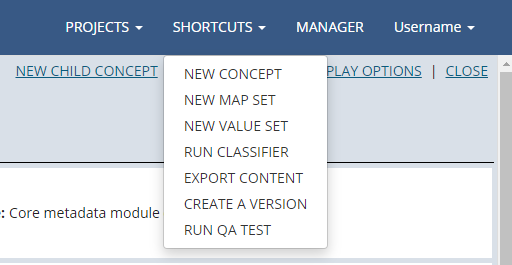 PROJECTS SHORTCUTS MANAGER Username
NEW CHILD CONCEPT PLAY OPTIONS | CLOSE
NEW CONCEPT
NEW MAP SET
NEW VALUE SET
RUN CLASSIFIER
EXPORT CONTENT
CREATE A VERSION
RUN QA TEST
: Core metadata module